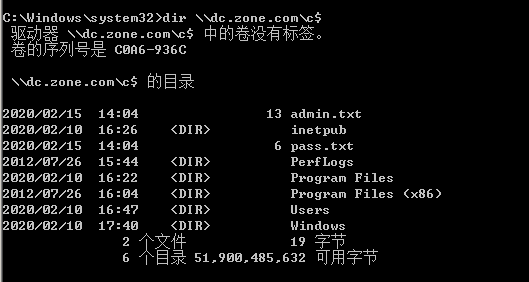 C:\Windows\system32>dir \\dc.zone.com\c$
驱动器 \\dc.zone.com\c$ 中的卷没有标签。
卷的序列号是 C0A6-936C
\\dc.zone.com\c$ 的目录
2020/02/15  14:04                13 admin.txt
2020/02/10  16:26    <DIR>          inetpub
2020/02/15  14:04                 6 pass.txt
2012/07/26  15:44    <DIR>          PerfLogs
2020/02/10  16:22    <DIR>          Program Files
2012/07/26  16:04    <DIR>          Program Files (x86)
2020/02/10  16:47    <DIR>          Users
2020/02/10  17:40    <DIR>          Windows
2 个文件             19 字节
6 个目录 51,900,485,632 可用字节